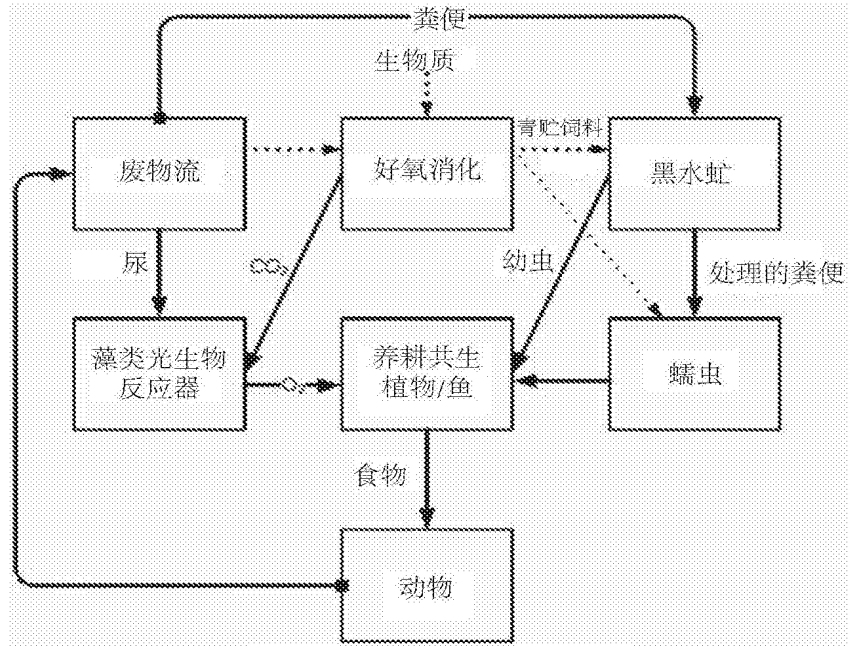 粪便
生物质
废物流
好氧消化
青贮饲料
黑水虻
尿
CO₂
幼虫
处理的粪便
藻类光生物
反应器
O₂
养耕共生
植物/鱼
蠕虫
食物
动物